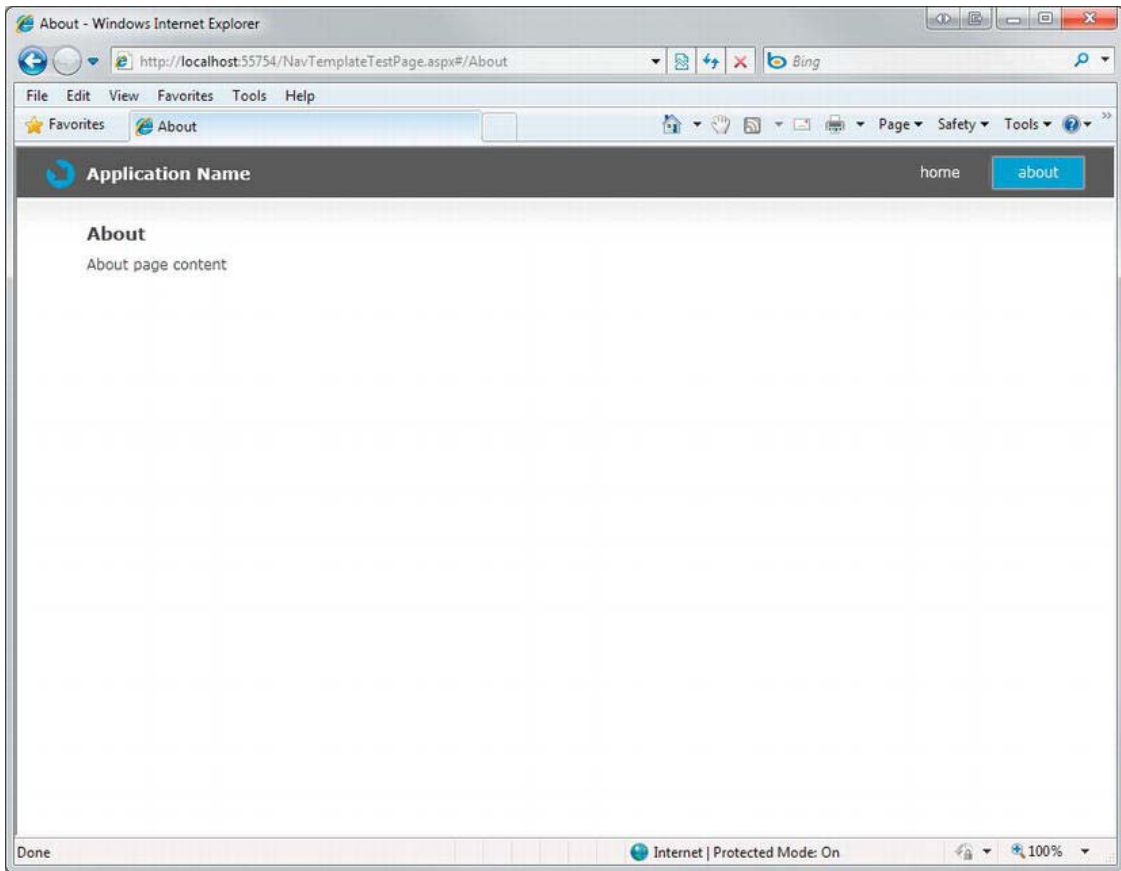 About - Windows Internet Explorer
http://localhost:55754/NavTemplateTestPage.aspx#/About
Bing
File Edit View Favorites Tools Help
Favorites About Page Safety Tools
Application Name home about
About
About page content
Done Internet | Protected Mode: On 100%